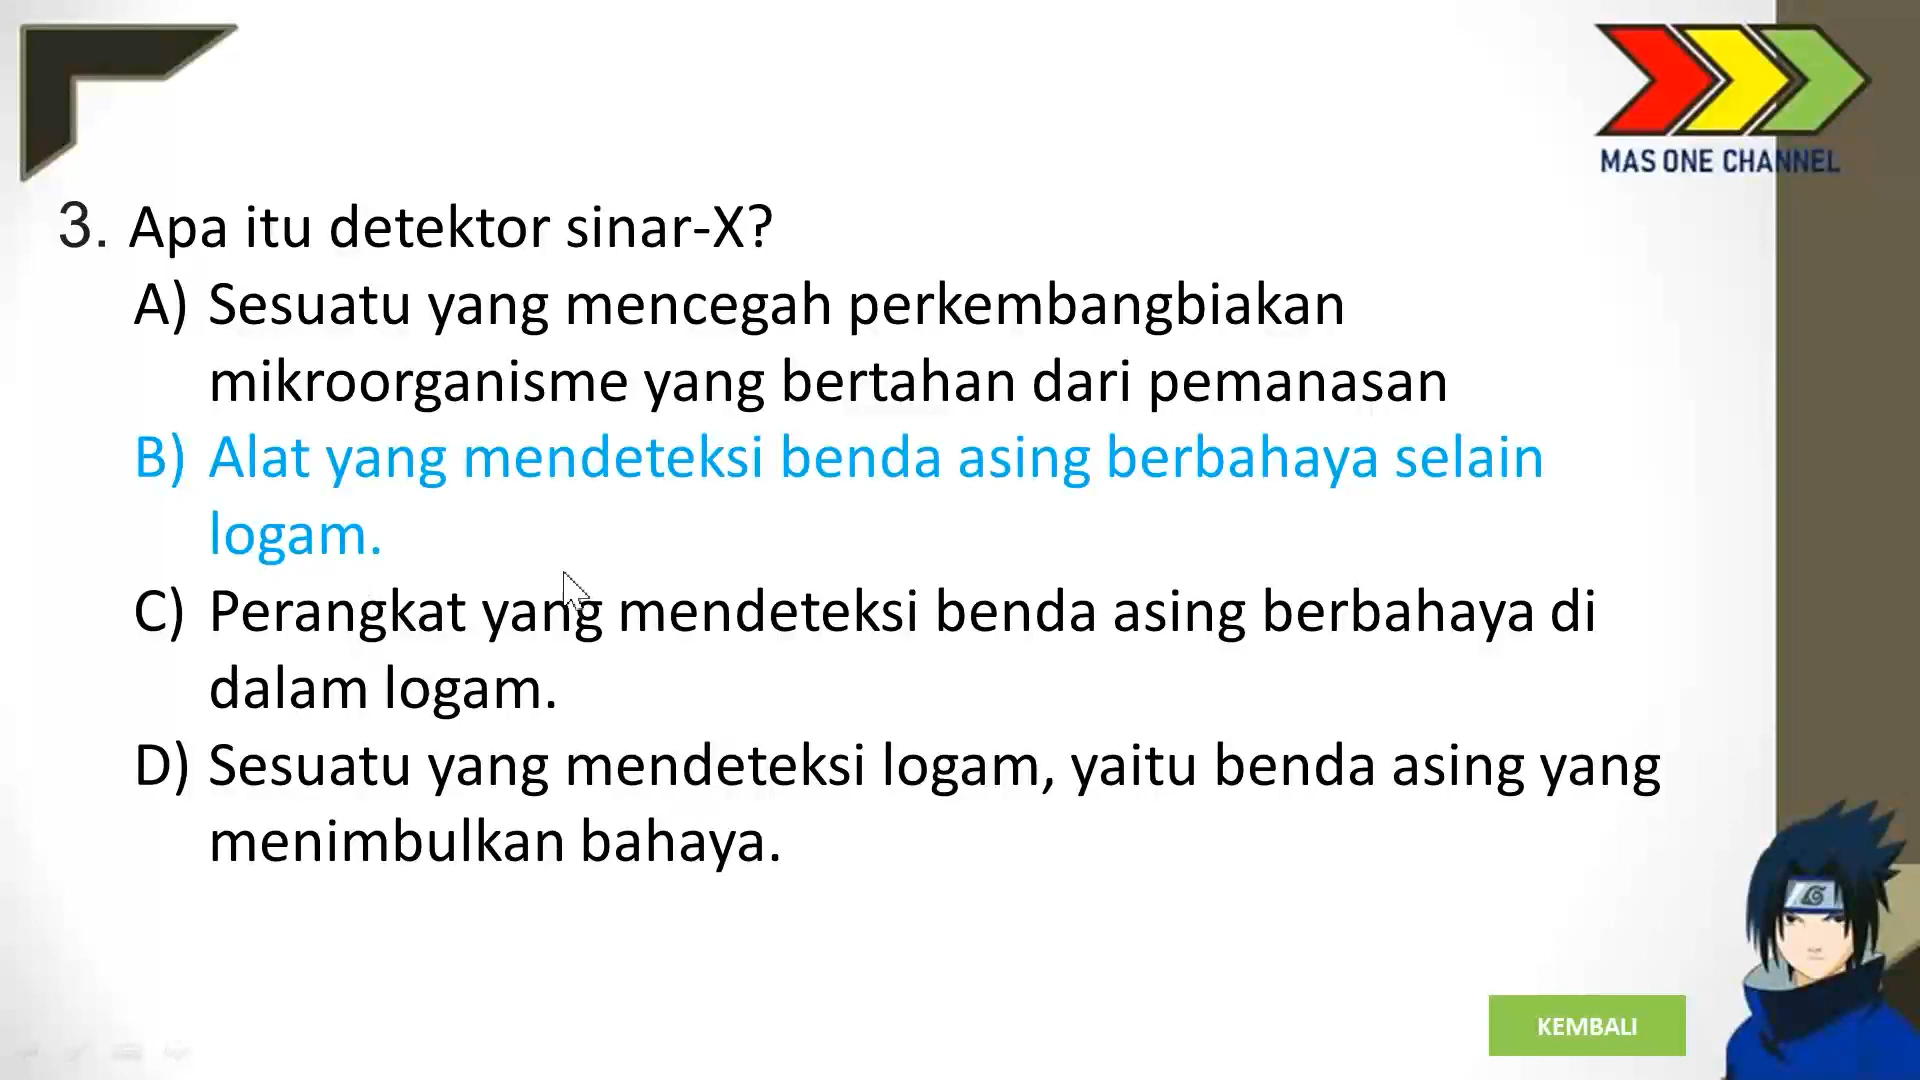 MAS ONE CHANNEL
3. Apa itu detektor sinar-X?
A) Sesuatu yang mencegah perkembangbiakan
mikroorganisme yang bertahan dari pemanasan
B) Alat yang mendeteksi benda asing berbahaya selain
logam.
C) Perangkat yang mendeteksi benda asing berbahaya di
dalam logam.
D) Sesuatu yang mendeteksi logam, yaitu benda asing yang
menimbulkan bahaya.
KEMBALI